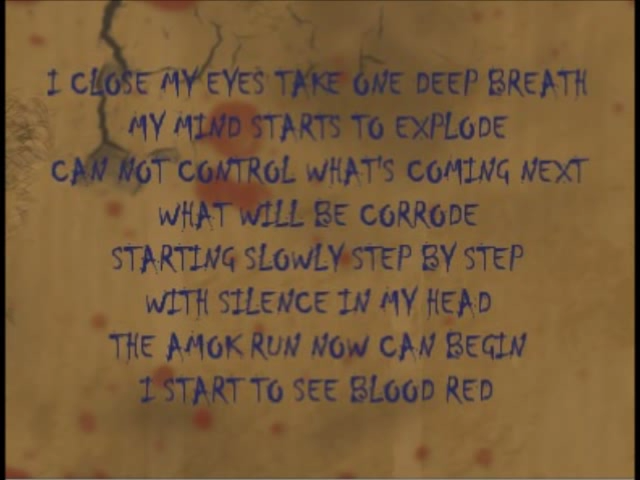 I CLOSE MY EYES TAKE ONE DEEP BREATH
MY MIND STARTS TO EXPLODE
CAN NOT CONTROL WHAT'S COMING NEXT
WHAT WILL BE CORRODE
STARTING SLOWLY STEP BY STEP
WITH SILENCE IN MY HEAD
THE AMOK RUN NOW CAN BEGIN
I START TO SEE BLOOD RED